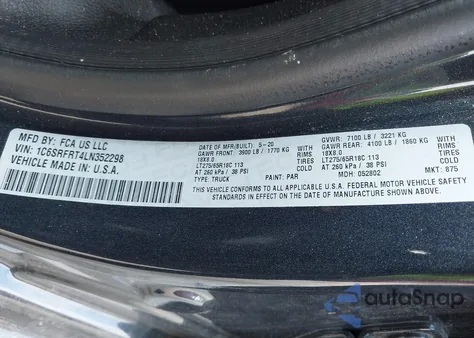 MFD BY: FCA US LLC
VIN: 1C6SRFRT4LN352298
VEHICLE MADE IN: U.S.A.
DATE OF MFR(BUILT): 5-20
GAWR FRONT: 3900 LB / 1770 KG WITH
18X8.0 RIMS
LT275/65R18C 113 TIRES
AT 260 kPa / 38 PSI COLD
TYPE: TRUCK PAINT: PAR
GVWR: 7100 LB / 3221 KG
GAWR REAR: 4100 LB / 1860 KG WITH
18X8.0 RIMS
LT275/65R18C 113 TIRES
AT 260 kPa / 38 PSI COLD
MDH: 052802 MKT: 875
THIS VEHICLE CONFORMS TO ALL APPLICABLE U.S.A. FEDERAL MOTOR VEHICLE SAFETY
STANDARDS IN EFFECT ON THE DATE OF MANUFACTURE SHOWN ABOVE.
autoSnap